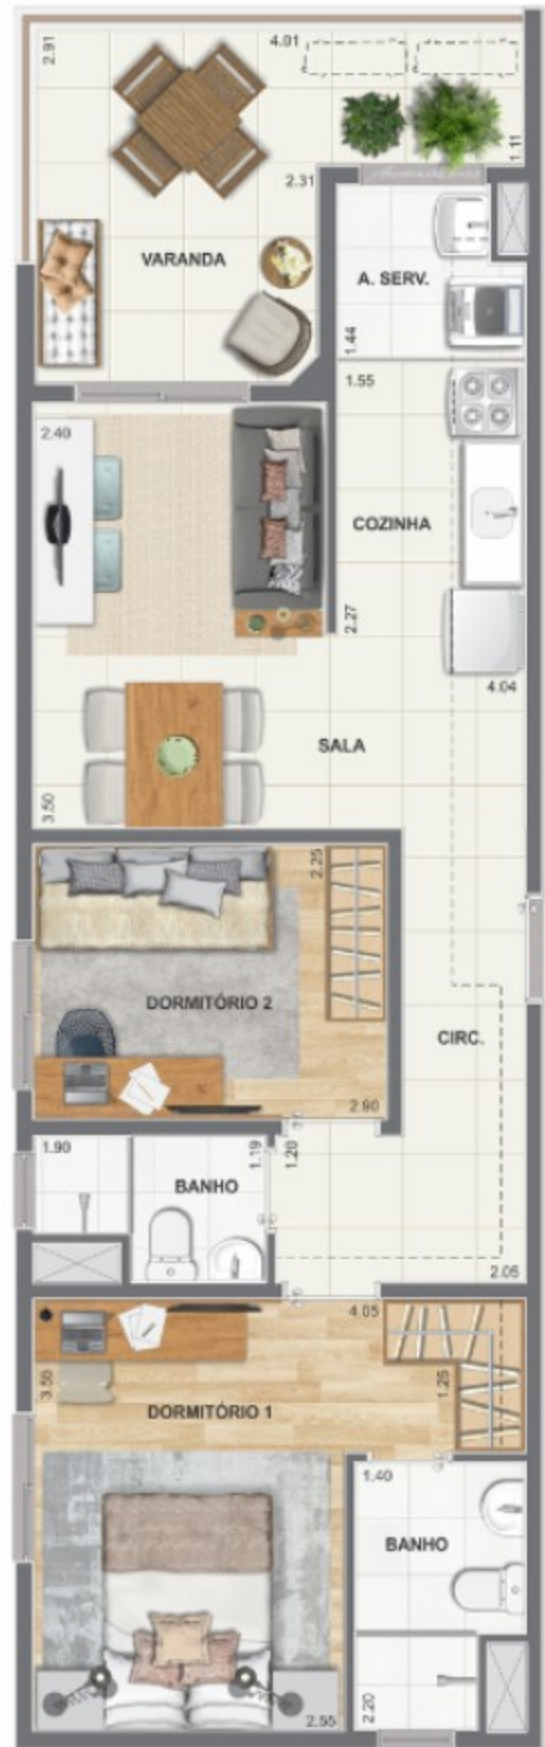 2.91
4.01
1.11
2.31
VARANDA
A. SERV.
1.44
1.55
2.40
COZINHA
2.27
4.04
SALA
3.50
2.25
DORMITÓRIO 2
CIRC.
2.90
1.90
1.19
1.20
BANHO
2.05
4.05
3.50
1.25
DORMITÓRIO 1
1.40
BANHO
2.20
2.55